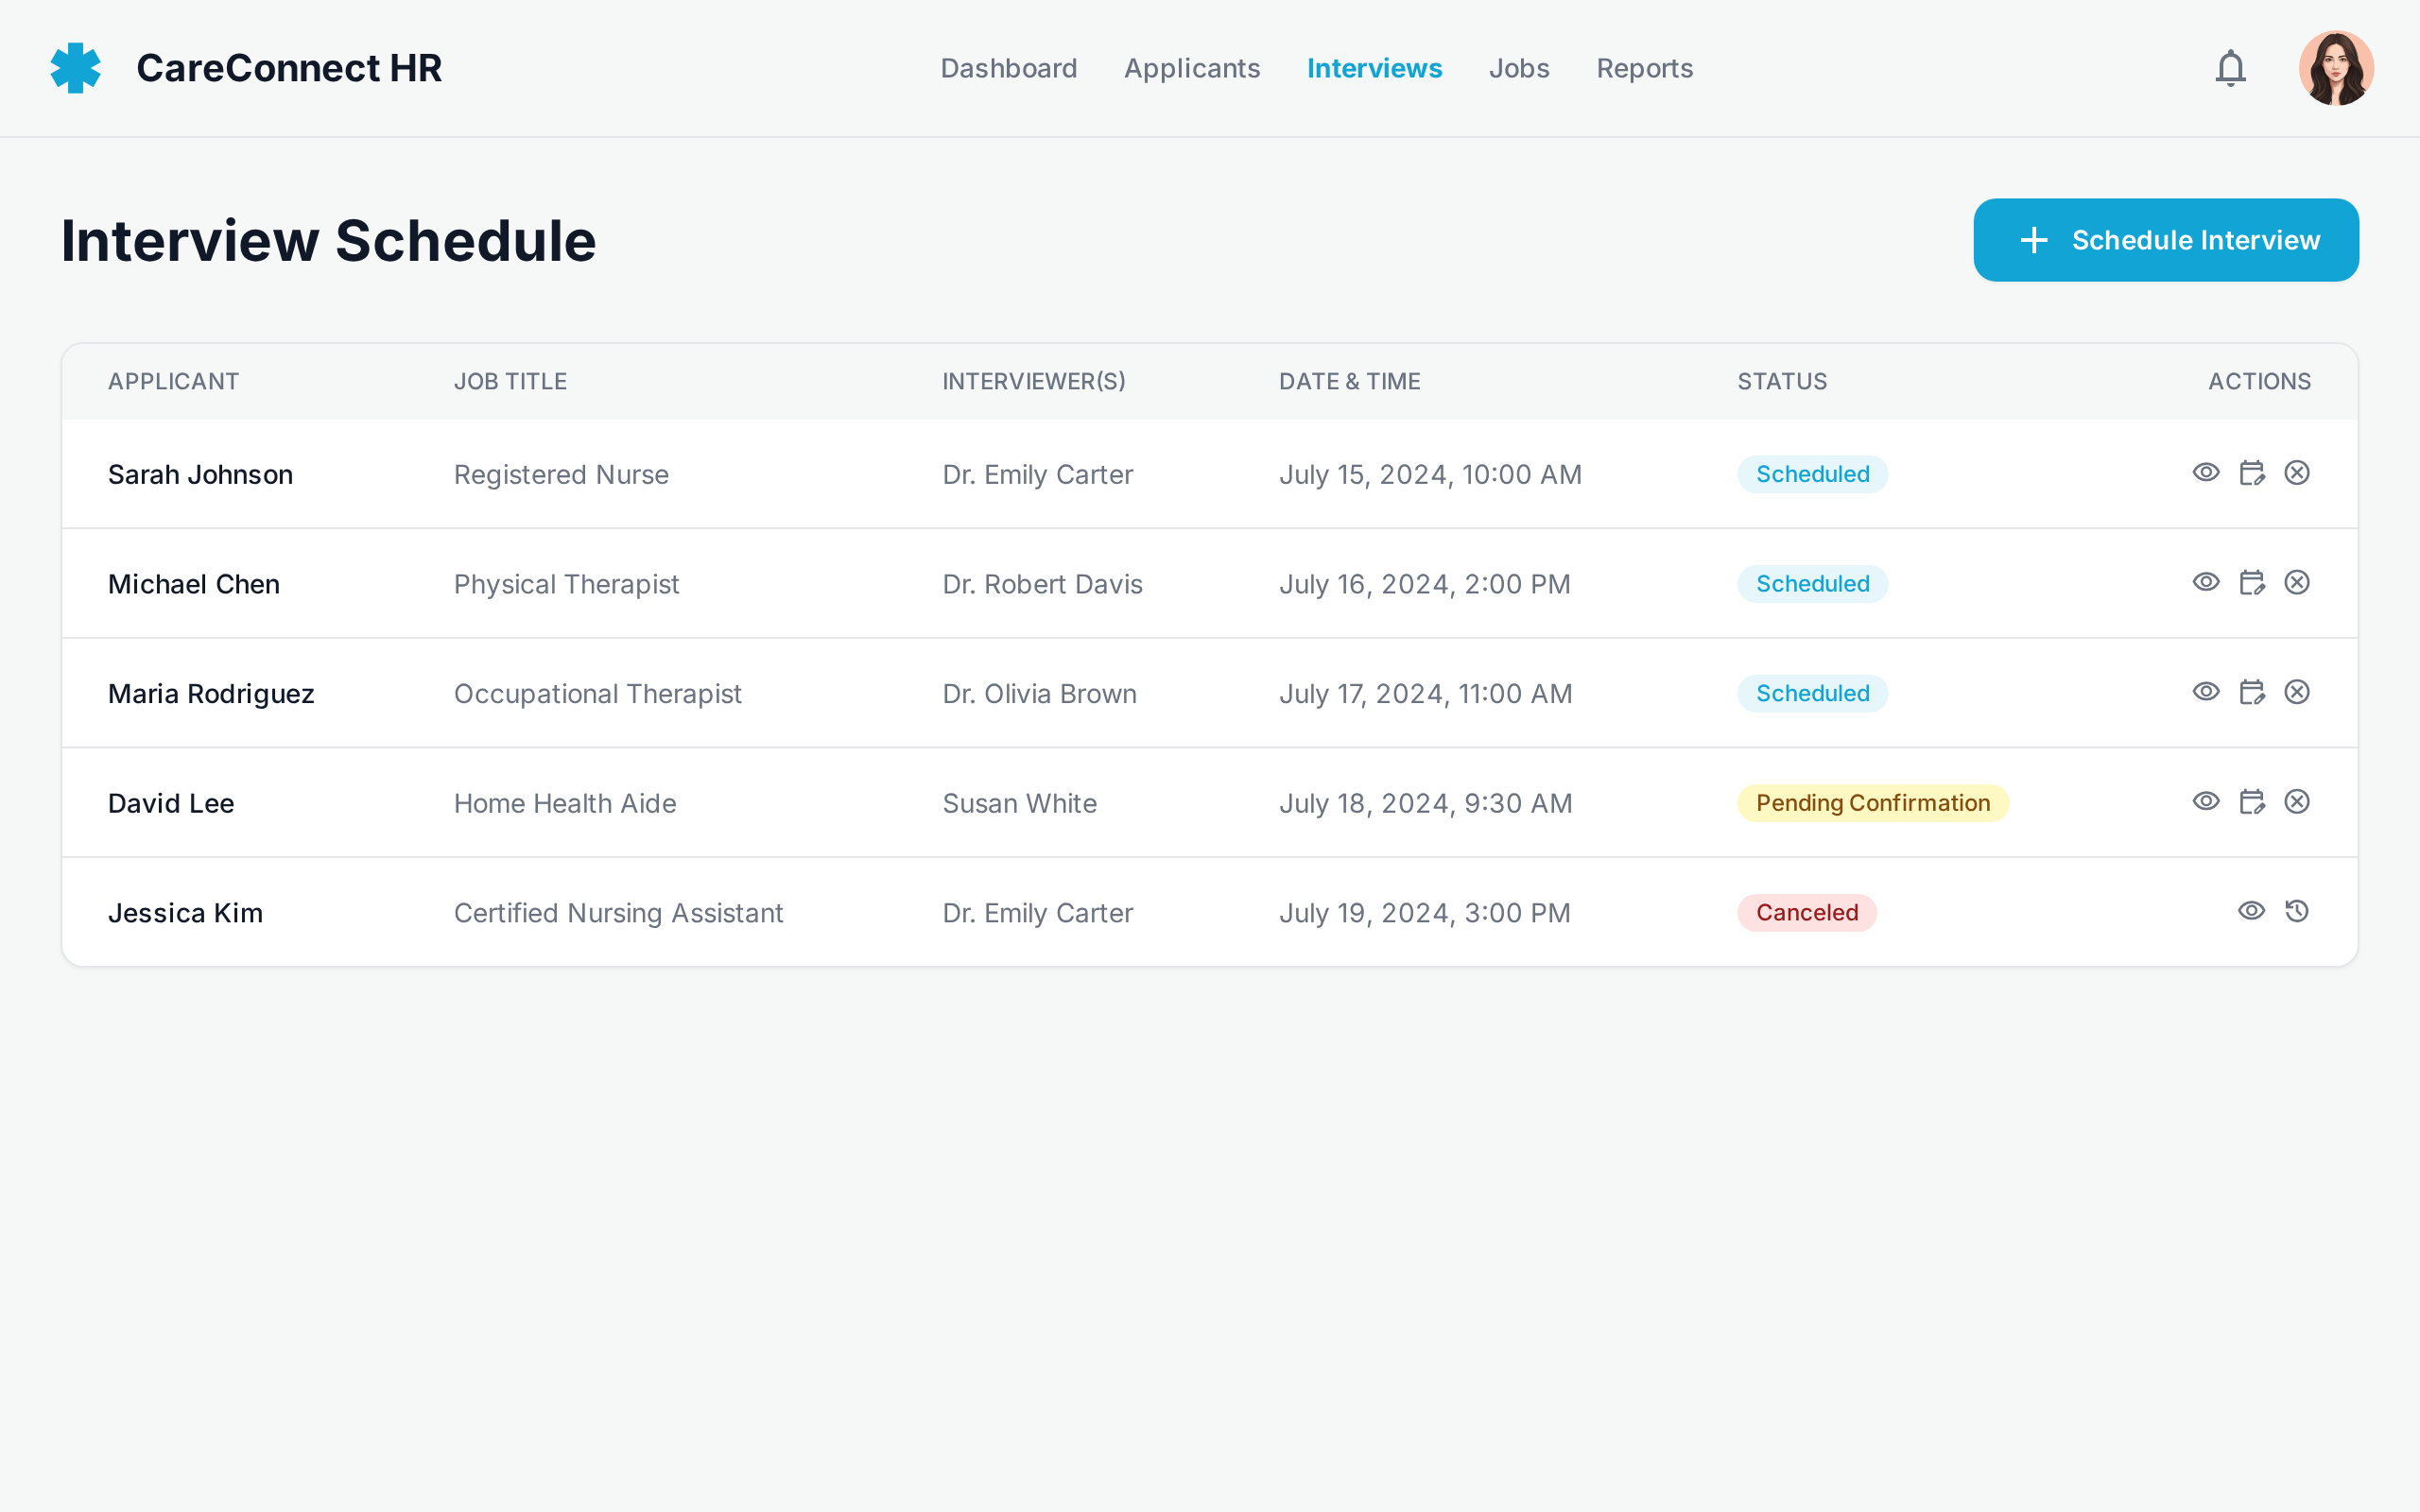 CareConnect HR
Dashboard Applicants Interviews Jobs Reports
Interview Schedule
Schedule Interview
APPLICANT JOB TITLE INTERVIEWER(S) DATE & TIME STATUS ACTIONS
Sarah Johnson Registered Nurse Dr. Emily Carter July 15, 2024, 10:00 AM Scheduled
Michael Chen Physical Therapist Dr. Robert Davis July 16, 2024, 2:00 PM Scheduled
Maria Rodriguez Occupational Therapist Dr. Olivia Brown July 17, 2024, 11:00 AM Scheduled
David Lee Home Health Aide Susan White July 18, 2024, 9:30 AM Pending Confirmation
Jessica Kim Certified Nursing Assistant Dr. Emily Carter July 19, 2024, 3:00 PM Canceled